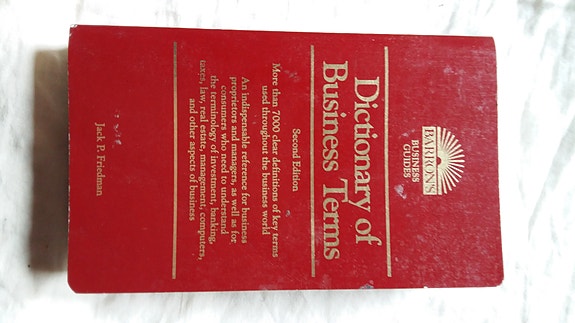 BARRON'S
BUSINESS
GUIDES
Dictionary of
Business Terms
Second Edition
More than 7000 clear definitions of key terms
used throughout the business world
An indispensable reference for business
proprietors and managers, as well as for
consumers who need to understand
the terminology of investment, banking,
taxes, law, real estate, management, computers,
and other aspects of business
Jack P. Friedman